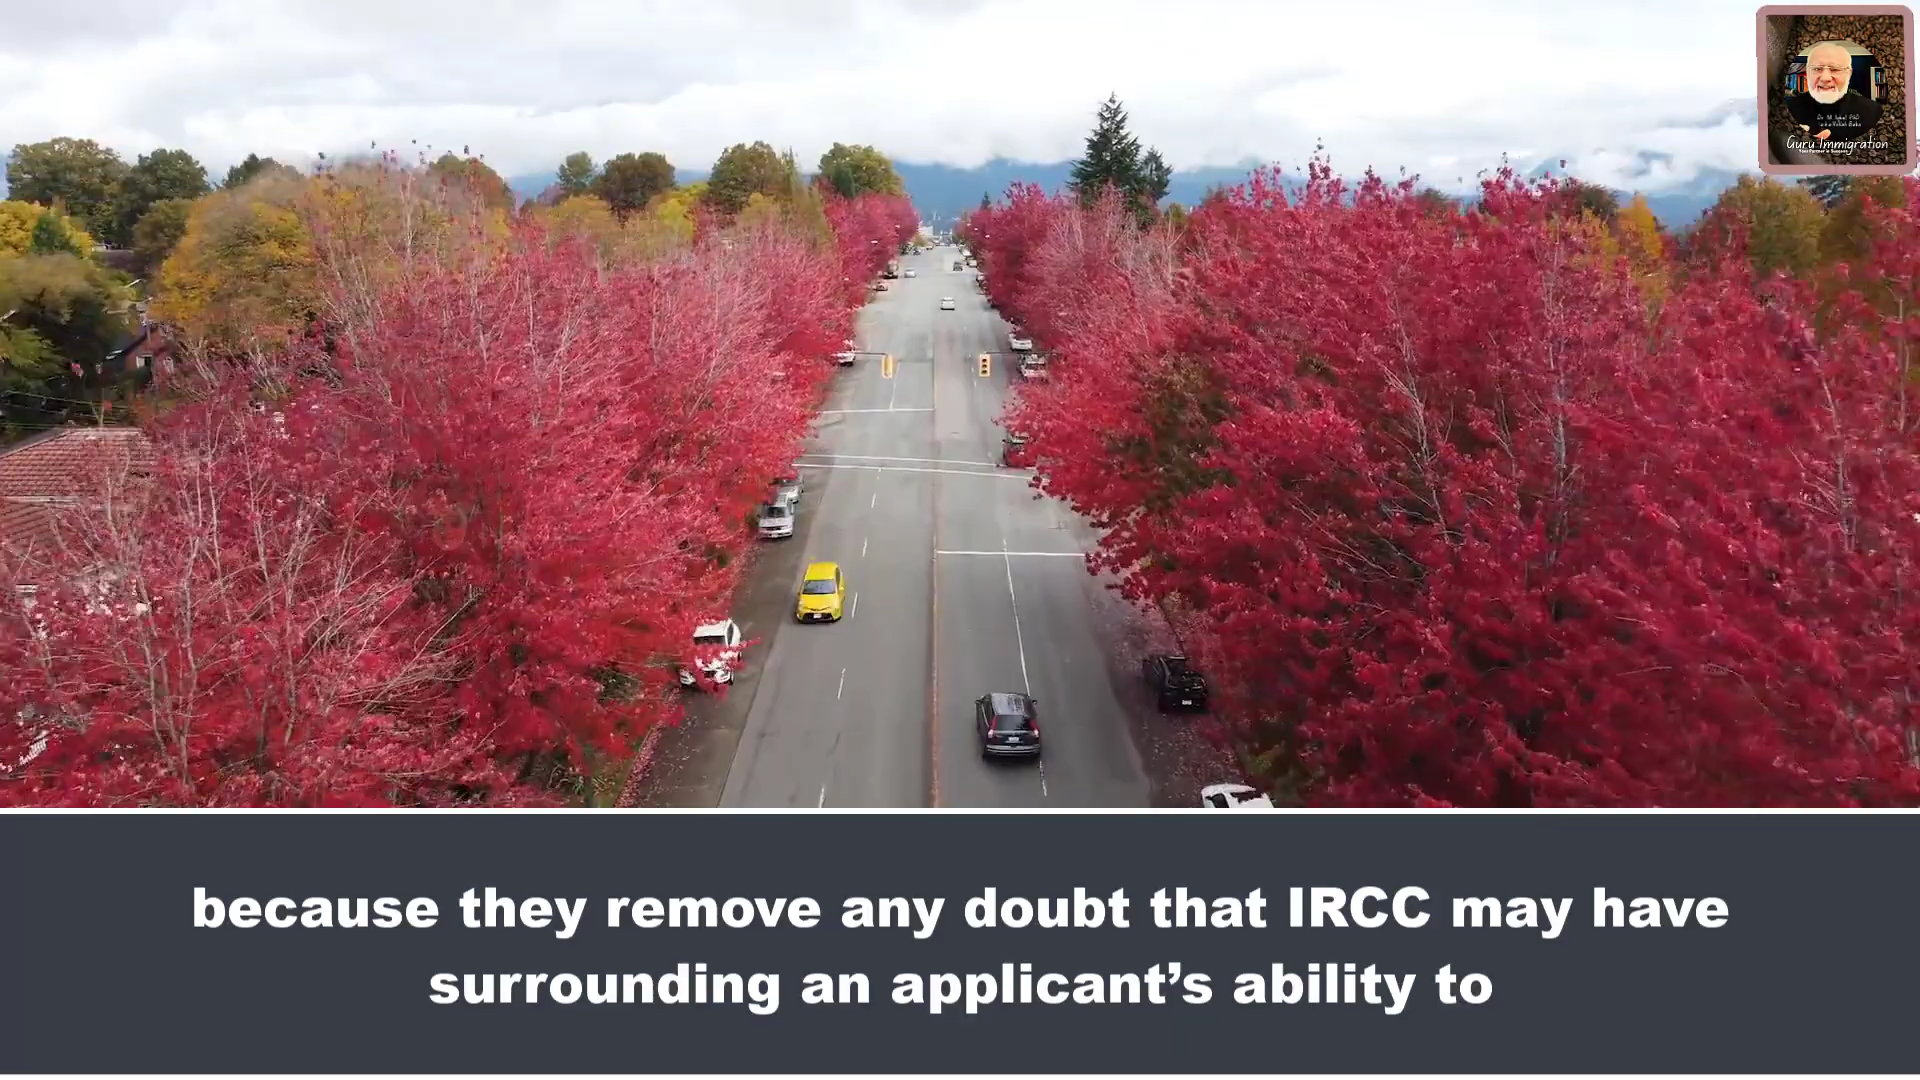 Guru Immigration
because they remove any doubt that IRCC may have
surrounding an applicant’s ability to